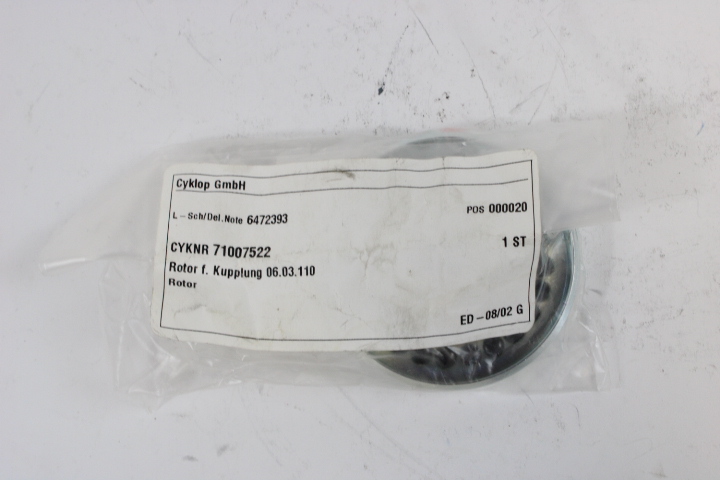 Cyklop GmbH
L-Sch/Del.Note 6472393 POS 000020
CYKNR 71007522 1 ST
Rotor f. Kupplung 06.03.110
Rotor
ED-08/02 G